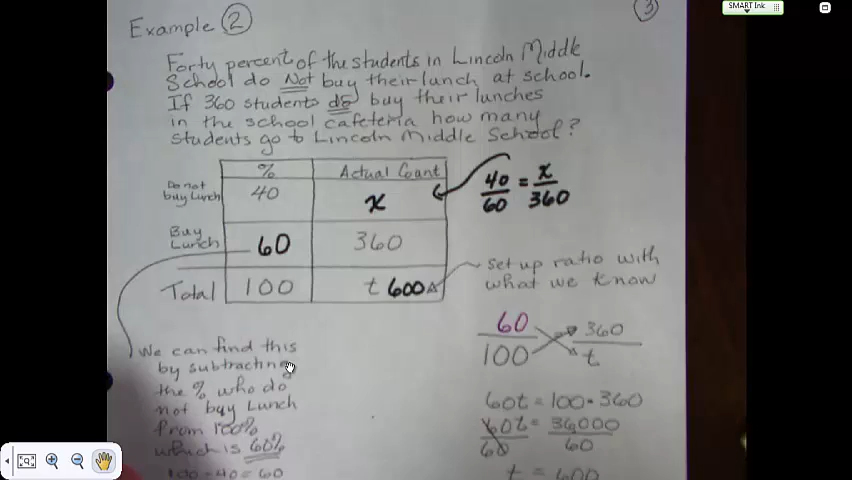 SMART Ink
Example 2
3
Forty percent of the students in Lincoln Middle
School do Not buy their lunch at school.
If 360 students do buy their lunches
in the school cafeteria how many
students go to Lincoln Middle School?
% Actual Count
Do not
buy Lunch 40 x
Buy
Lunch 60 360
Total 100 t 600
40/60 = x/360
set up ratio with
what we know
60/100 360/t
60t = 100 • 360
60t/60 = 36000/60
t = 600
We can find this
by subtracting
the % who do
not buy Lunch
from 100%
which is 60%
100 - 40 = 60